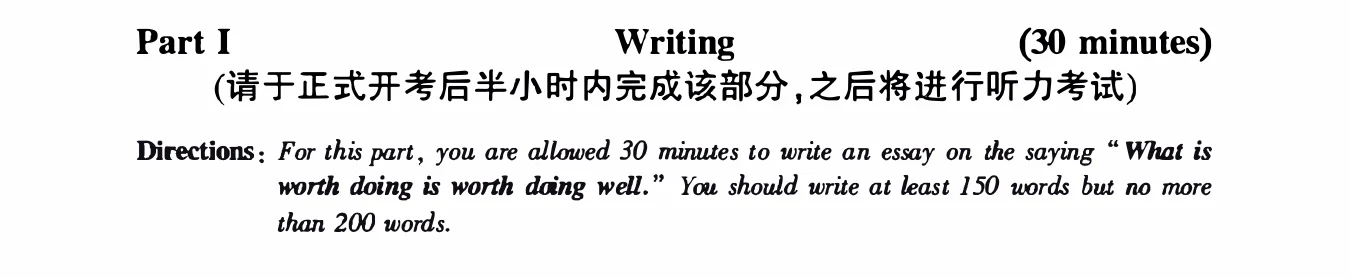 Part I Writing (30 minutes)
(请于正式开考后半小时内完成该部分,之后将进行听力考试)
Directions: For this part, you are allowed 30 minutes to write an essay on the saying “What is
worth doing is worth doing well.” You should write at least 150 words but no more
than 200 words.